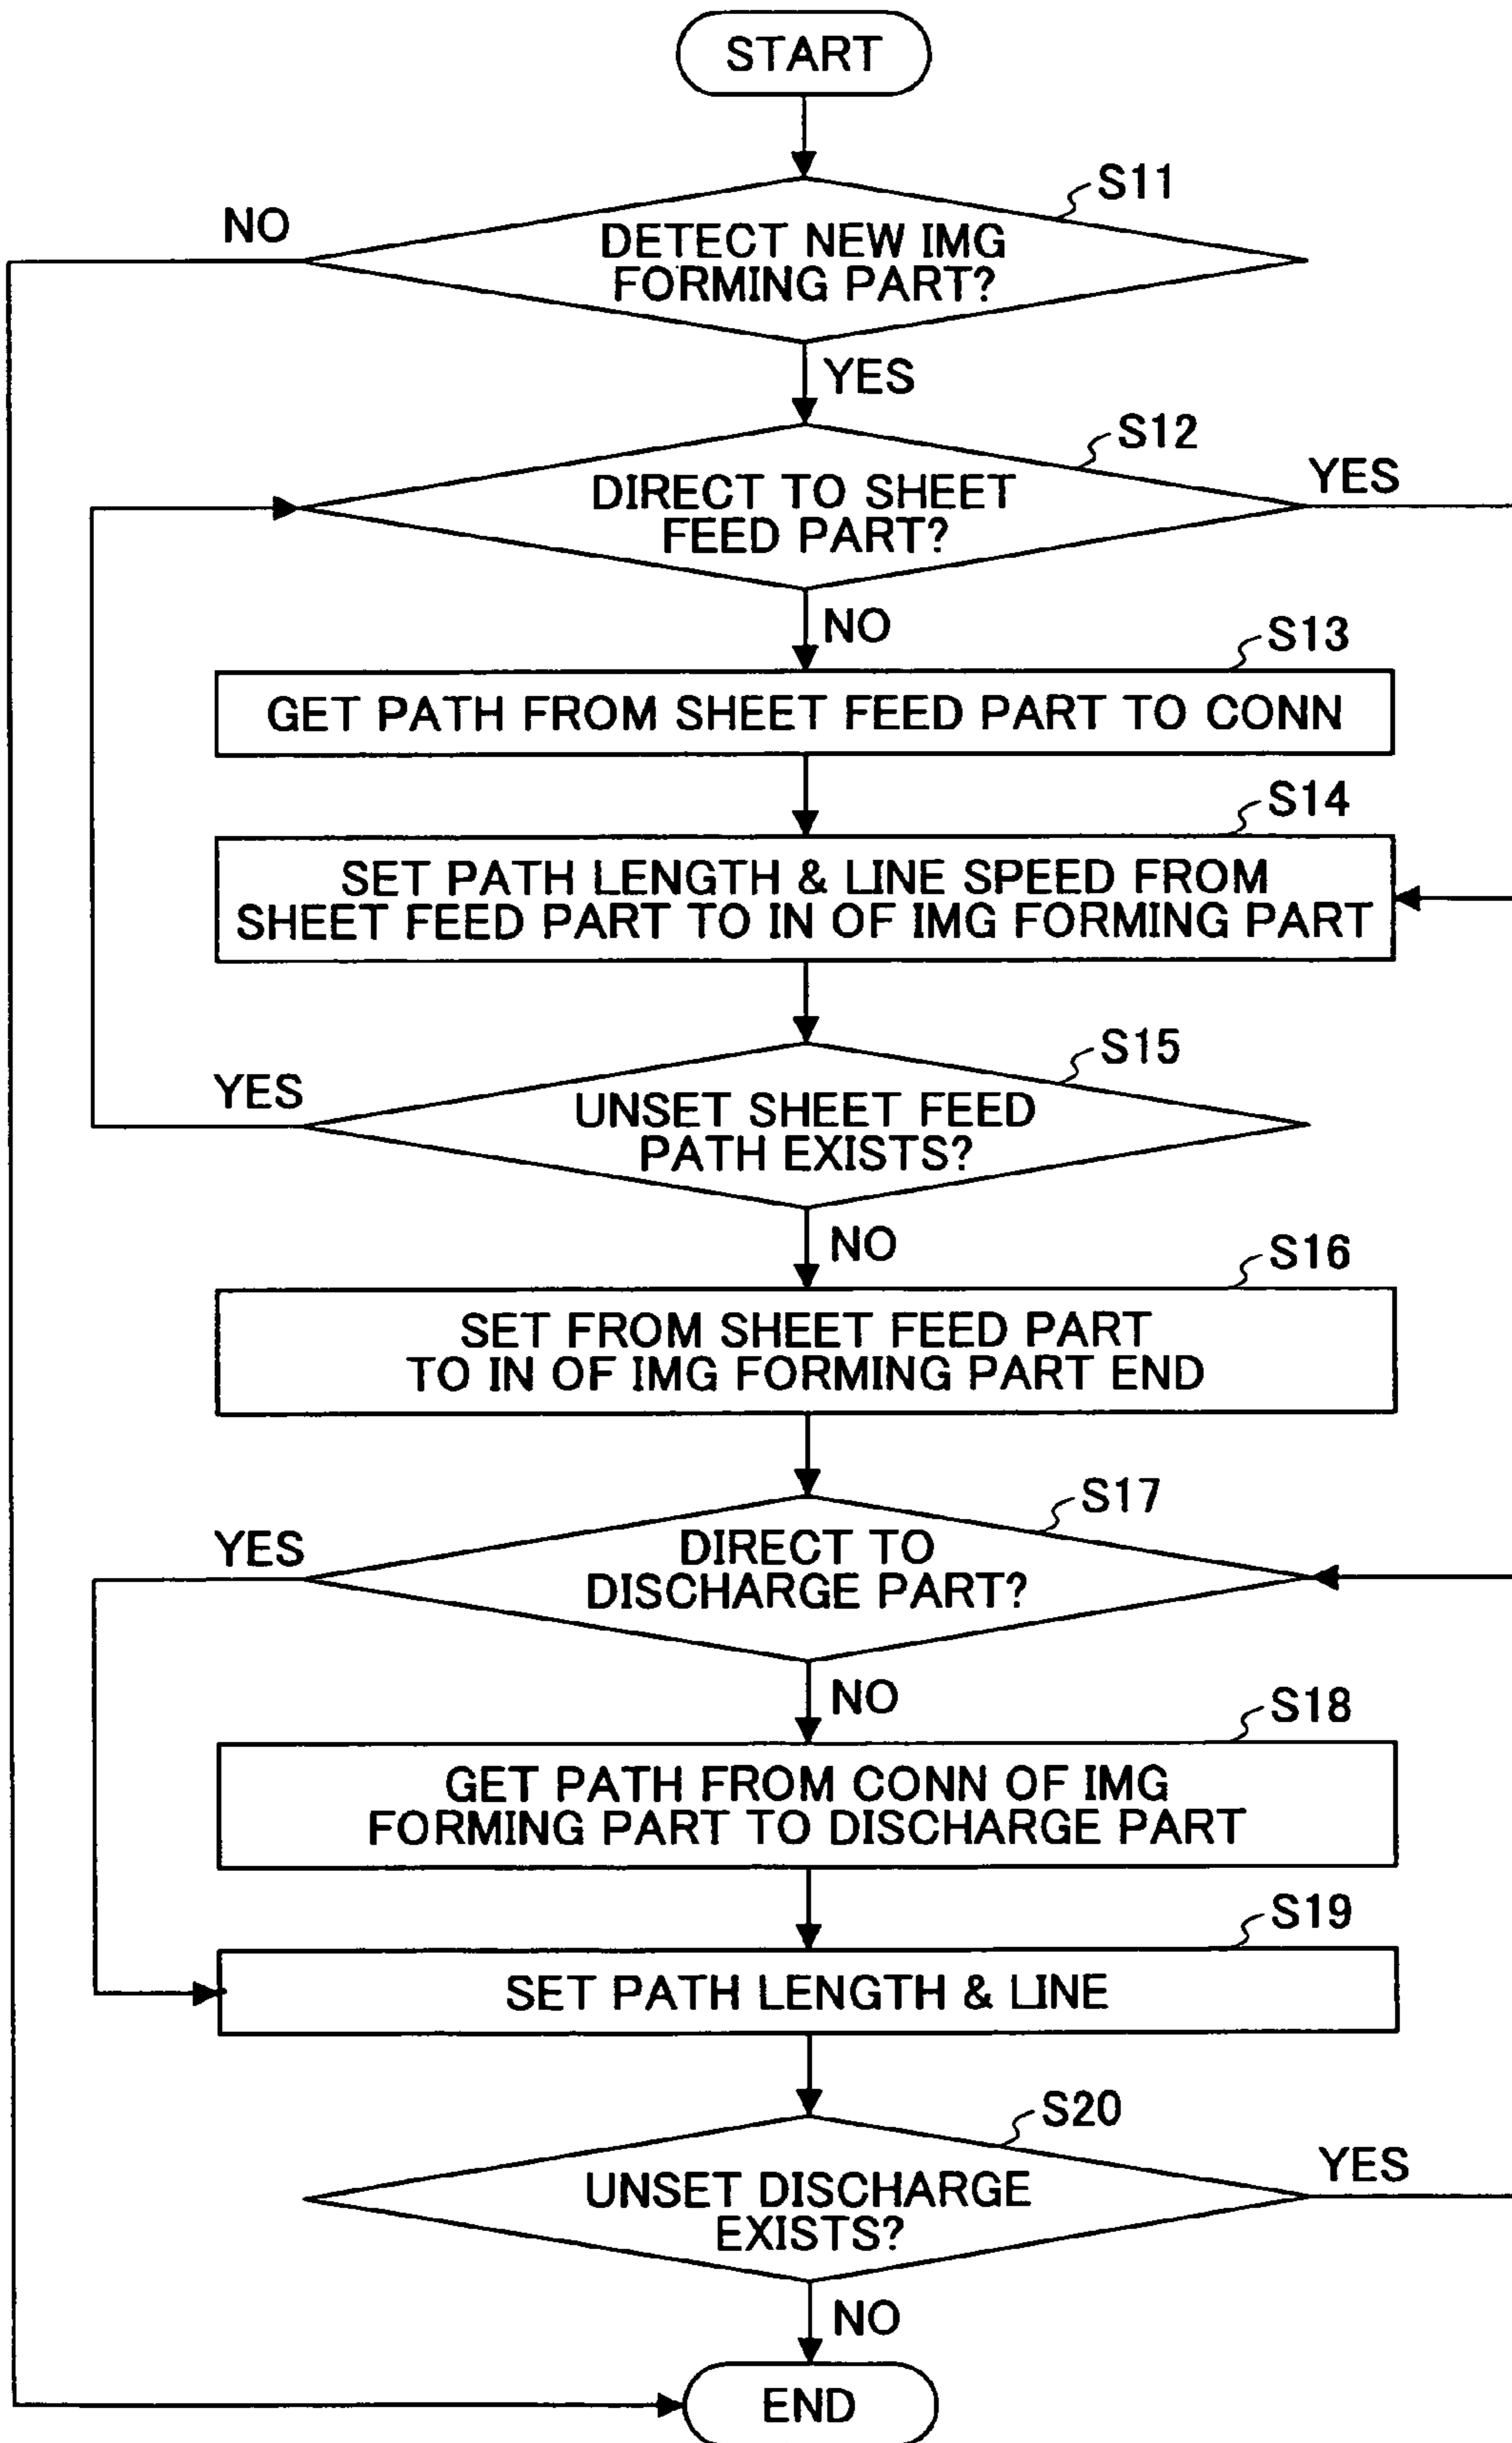 START
S11
NO
DETECT NEW IMG
FORMING PART?
YES
S12
DIRECT TO SHEET
FEED PART?
YES
NO
S13
GET PATH FROM SHEET FEED PART TO CONN
S14
SET PATH LENGTH & LINE SPEED FROM
SHEET FEED PART TO IN OF IMG FORMING PART
S15
YES
UNSET SHEET FEED
PATH EXISTS?
NO
S16
SET FROM SHEET FEED PART
TO IN OF IMG FORMING PART END
S17
YES
DIRECT TO
DISCHARGE PART?
NO
S18
GET PATH FROM CONN OF IMG
FORMING PART TO DISCHARGE PART
S19
SET PATH LENGTH & LINE
S20
UNSET DISCHARGE
EXISTS?
YES
NO
END